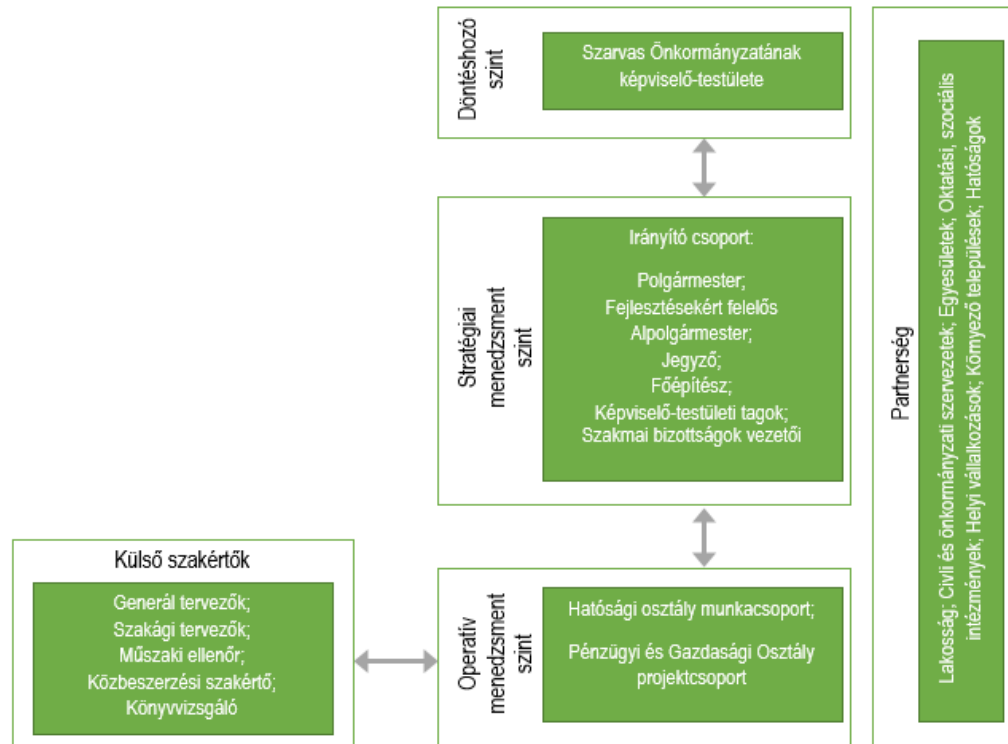 Döntéshozó
szint
Szarvas Önkormányzatának
képviselő-testülete
Stratégiai
menedzsment
szint
Irányító csoport:
Polgármester;
Fejlesztésekért felelős
Alpolgármester;
Jegyző;
Főépítész;
Képviselő-testületi tagok;
Szakmai bizottságok vezetői
Külső szakértők
Generál tervezők;
Szakági tervezők;
Műszaki ellenőr;
Közbeszerzési szakértő;
Könyvvizsgáló
Operatív
menedzsment
szint
Hatósági osztály munkacsoport;
Pénzügyi és Gazdasági Osztály
projektcsoport
Partnerség
Lakosság; Civli és önkormányzati szervezetek; Egyesületek; Oktatási, szociális
intézmények; Helyi vállalkozások; Környező települések; Hatóságok